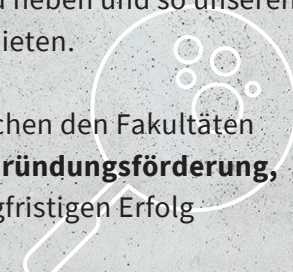 heben und so unseren
ieten.
chen den Fakultäten
ründungsförderung,
gfristigen Erfolg